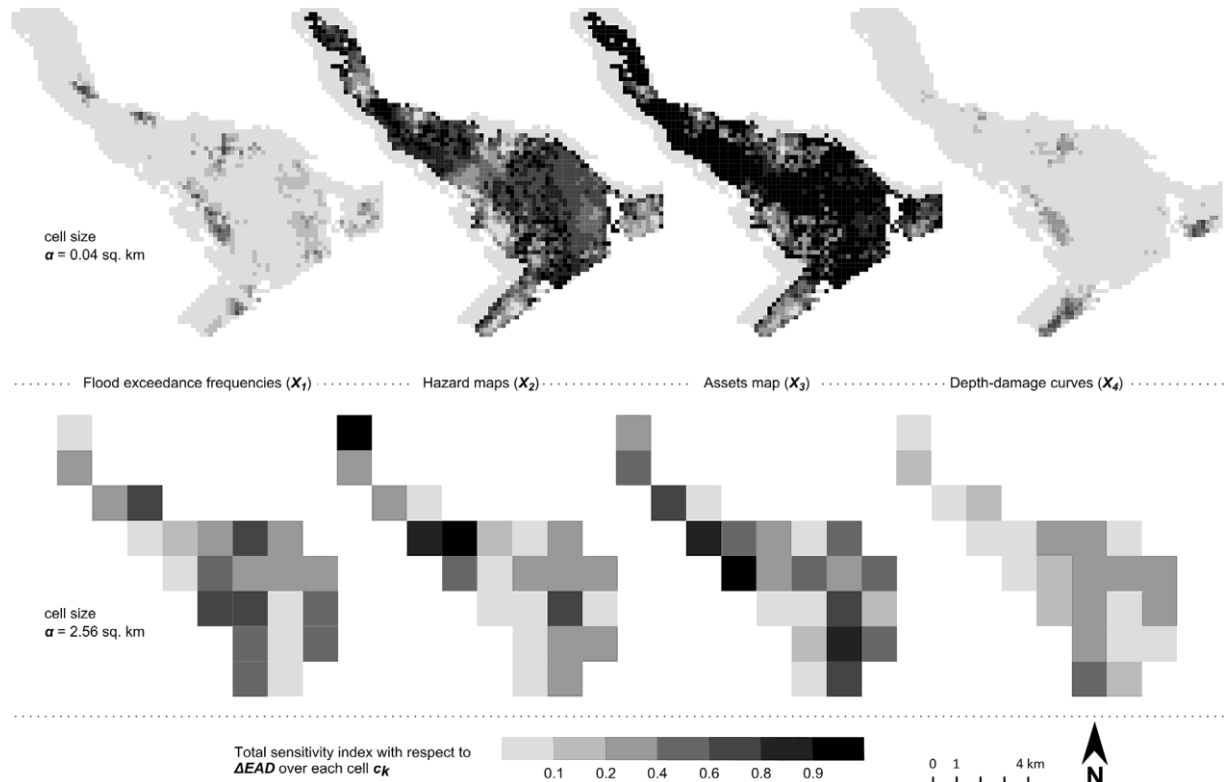 cell size
α = 0.04 sq. km
Flood exceedance frequencies (X1)
Hazard maps (X2)
Assets map (X3)
Depth-damage curves (X4)
cell size
α = 2.56 sq. km
Total sensitivity index with respect to
ΔEAD over each cell ck
0.1 0.2 0.4 0.6 0.8 0.9
0 1 4 km
N